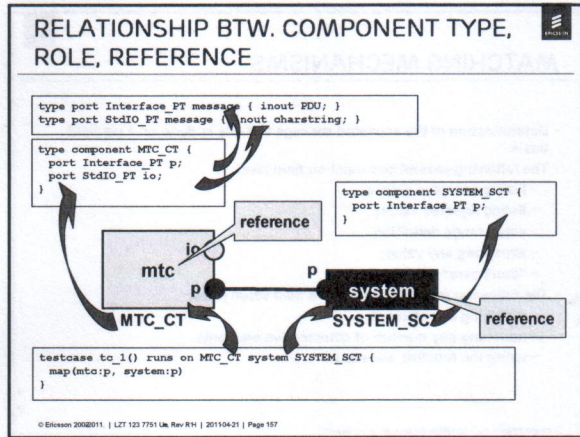 RELATIONSHIP BTW. COMPONENT TYPE,
ROLE, REFERENCE
ERICSSON
type port Interface_PT message { inout PDU; }
type port StdIO_PT message { inout charstring; }
type component MTC_CT {
port Interface_PT p;
port StdIO_PT io;
}
type component SYSTEM_SCT {
port Interface_PT p;
}
reference
io
mtc
p
p
system
MTC_CT
SYSTEM_SC
reference
testcase tc_1() runs on MTC_CT system SYSTEM_SCT {
map(mtc:p, system:p)
}
© Ericsson 2002-2011. | LZT 123 7751 Ue, Rev R1H | 2011-04-21 | Page 157